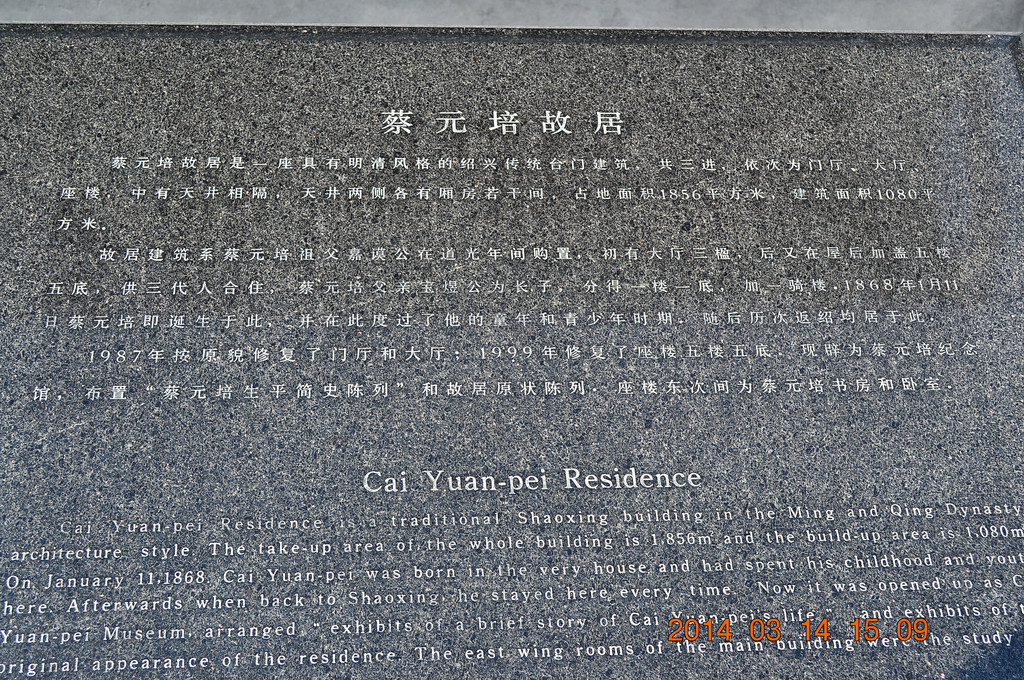 蔡元培故居
蔡元培故居是一座具有明清风格的绍兴传统台门建筑，共三进，依次为门厅、大厅、
座楼，中有天井相隔，天井两侧各有厢房若干间，占地面积1856平方米，建筑面积1080平
方米。
故居建筑系蔡元培祖父嘉谟公在道光年间购置，初有大厅三楹，后又在屋后加盖五楼
五底，供三代人合住，蔡元培父亲宝煜公为长子，分得一楼一底，加一骑楼。1868年1月11
日蔡元培即诞生于此，并在此度过了他的童年和青少年时期。随后历次返绍均居于此。
1987年按原貌修复了门厅和大厅；1999年修复了座楼五楼五底。现辟为蔡元培纪念
馆，布置“蔡元培生平简史陈列”和故居原状陈列。座楼东次间为蔡元培书房和卧室。
Cai Yuan-pei Residence
Cai Yuan-pei Residence is a traditional Shaoxing building in the Ming and Qing Dynasty
architecture style. The take-up area of the whole building is 1,856m² and the build-up area is 1,080m
On January 11,1868, Cai Yuan-pei was born in the very house and had spent his childhood and
here. Afterwards when back to Shaoxing, he stayed here every time. Now it was opened up as
Yuan-pei Museum, arranged “exhibits of a brief story of Cai Yuan-pei's life”, and exhibits of
original appearance of the residence. The east wing rooms of the main building were the study
2014 03 14 15 09